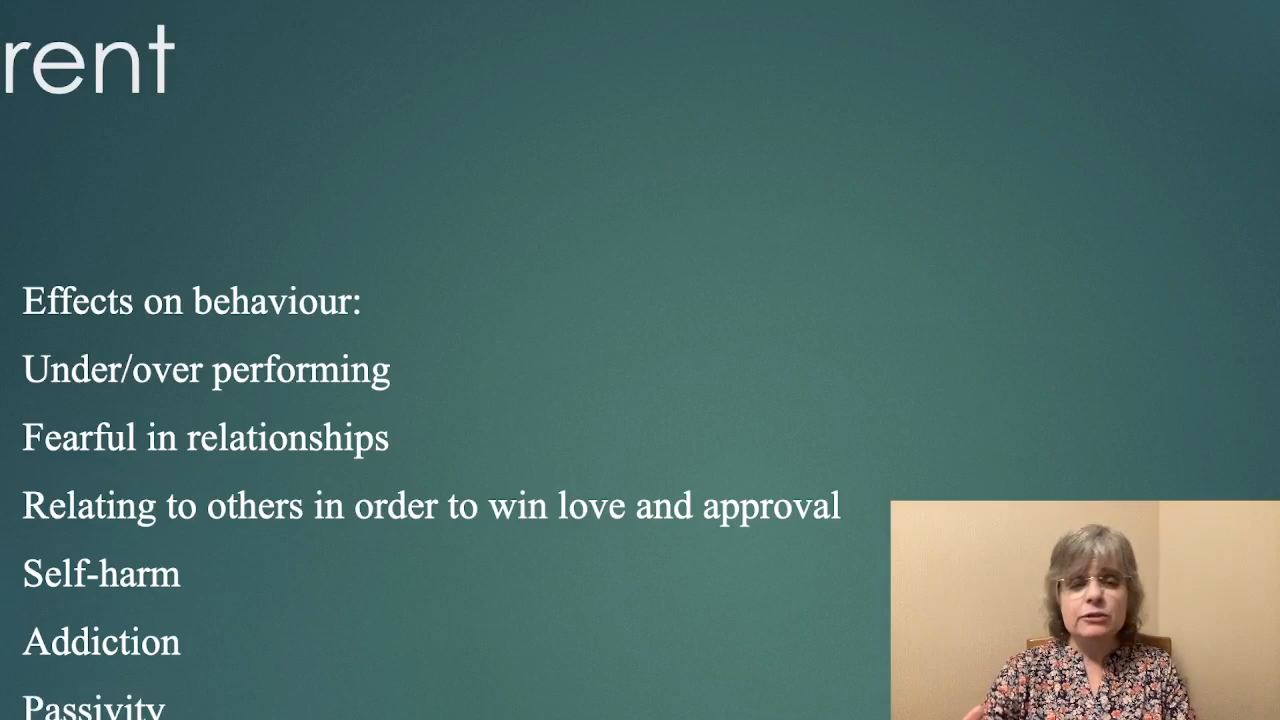 rent
Effects on behaviour:
Under/over performing
Fearful in relationships
Relating to others in order to win love and approval
Self-harm
Addiction
Passivity